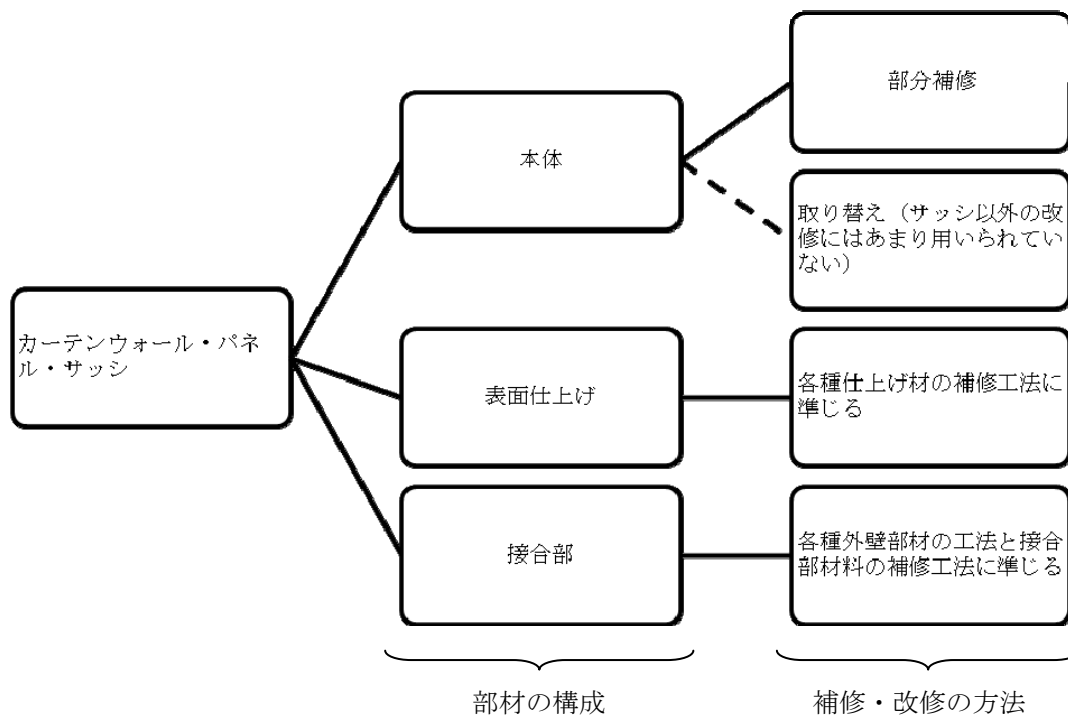 部分補修
本体
取り替え（サッシ以外の改
修にはあまり用いられてい
ない）
カーテンウォール・パネ
ル・サッシ
表面仕上げ
各種仕上げ材の補修工法に
準じる
接合部
各種外壁部材の工法と接合
部材料の補修工法に準じる
部材の構成
補修・改修の方法